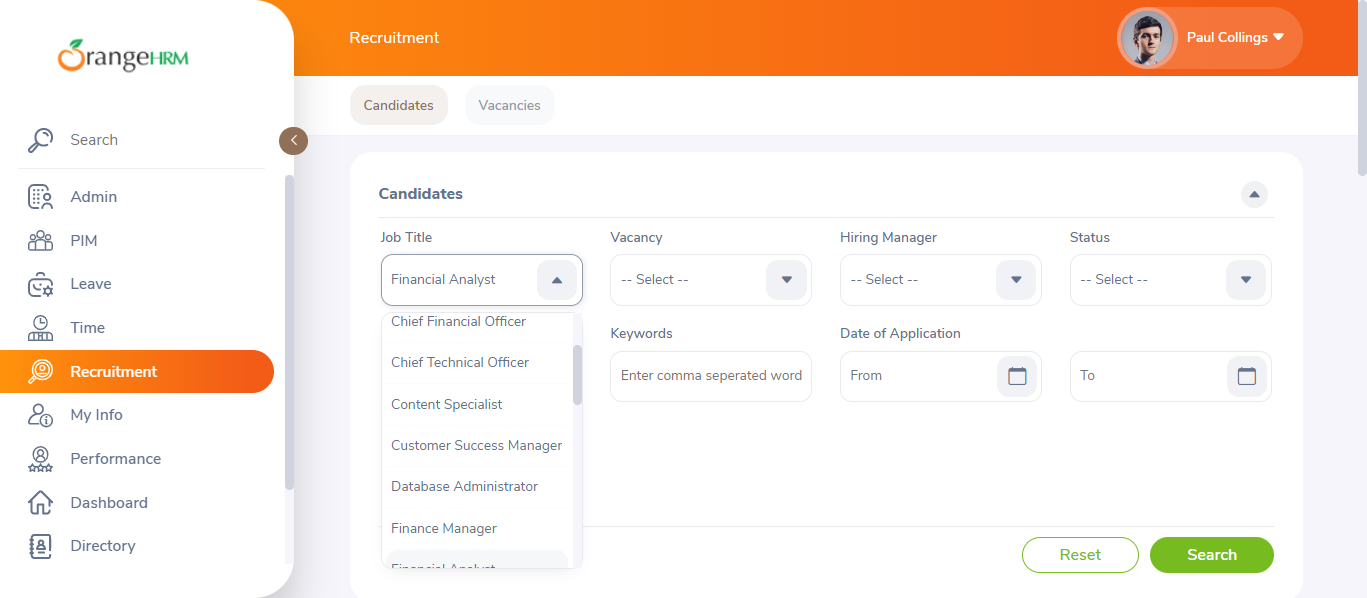 OrangeHRM
Recruitment
Paul Collings
Candidates
Vacancies
Search
Admin
PIM
Leave
Time
Recruitment
My Info
Performance
Dashboard
Directory
Candidates
Job Title
Vacancy
Hiring Manager
Status
Financial Analyst
-- Select --
-- Select --
-- Select --
Chief Financial Officer
Chief Technical Officer
Content Specialist
Customer Success Manager
Database Administrator
Finance Manager
Financial Analyst
Keywords
Date of Application
Enter comma seperated word
From
To
Reset
Search